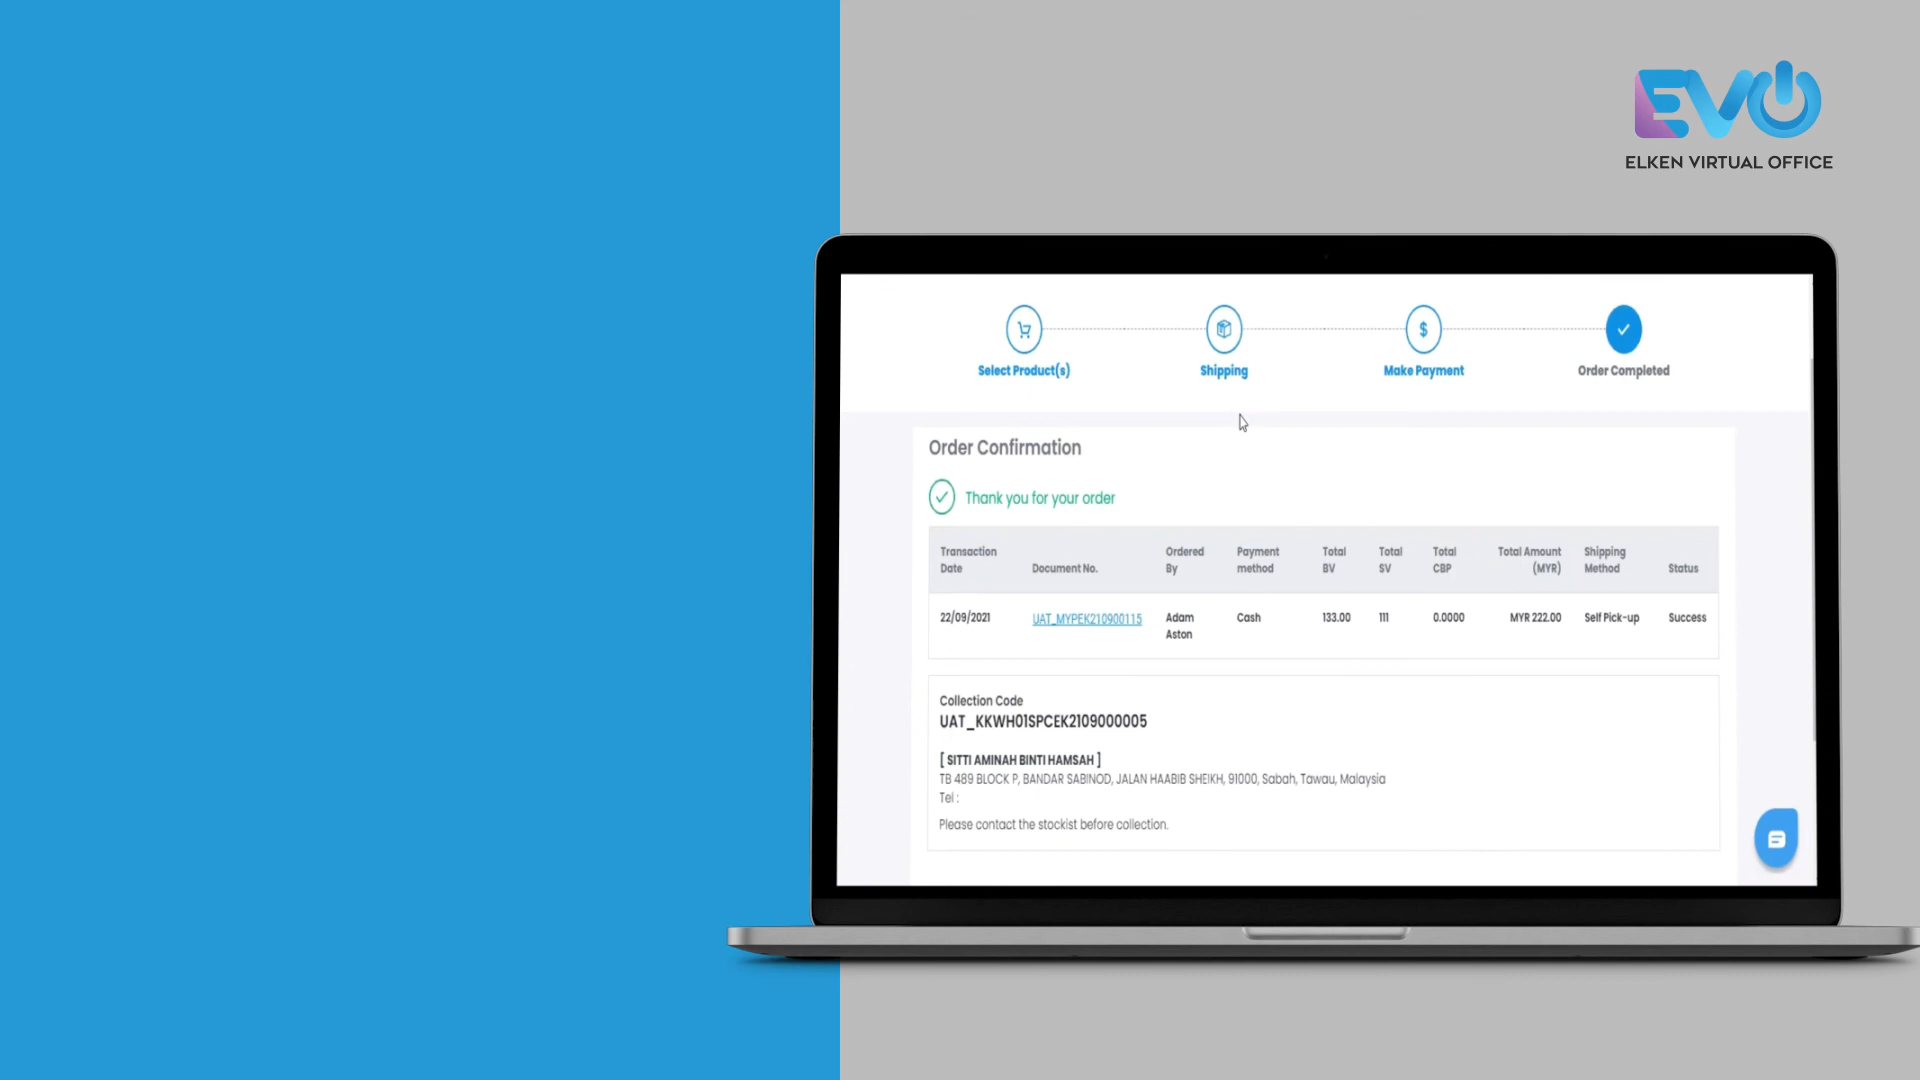 EVO
ELKEN VIRTUAL OFFICE
Select Product(s)
Shipping
$
Make Payment
Order Completed
Order Confirmation
Thank you for your order
Transaction Date
Document No.
Ordered By
Payment method
Total BV
Total SV
Total CBP
Total Amount (MYR)
Shipping Method
Status
22/09/2021
UAT_MYPEK210900115
Adam Aston
Cash
133.00
111
0.0000
MYR 222.00
Self Pick-up
Success
Collection Code
UAT_KKWH01SPCEK2109000005
[ SITTI AMINAH BINTI HAMSAH ]
TB 489 BLOCK P, BANDAR SABINOD, JALAN HAABIB SHEIKH, 91000, Sabah, Tawau, Malaysia
Tel :
Please contact the stockist before collection.